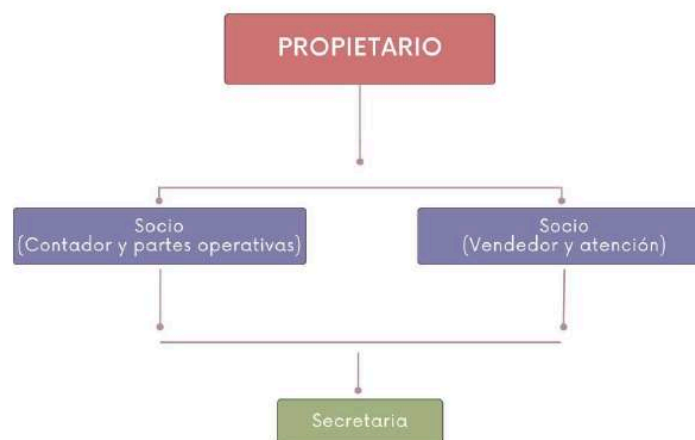 PROPIETARIO
Socio
(Contador y partes operativas)
Socio
(Vendedor y atención)
Secretaria